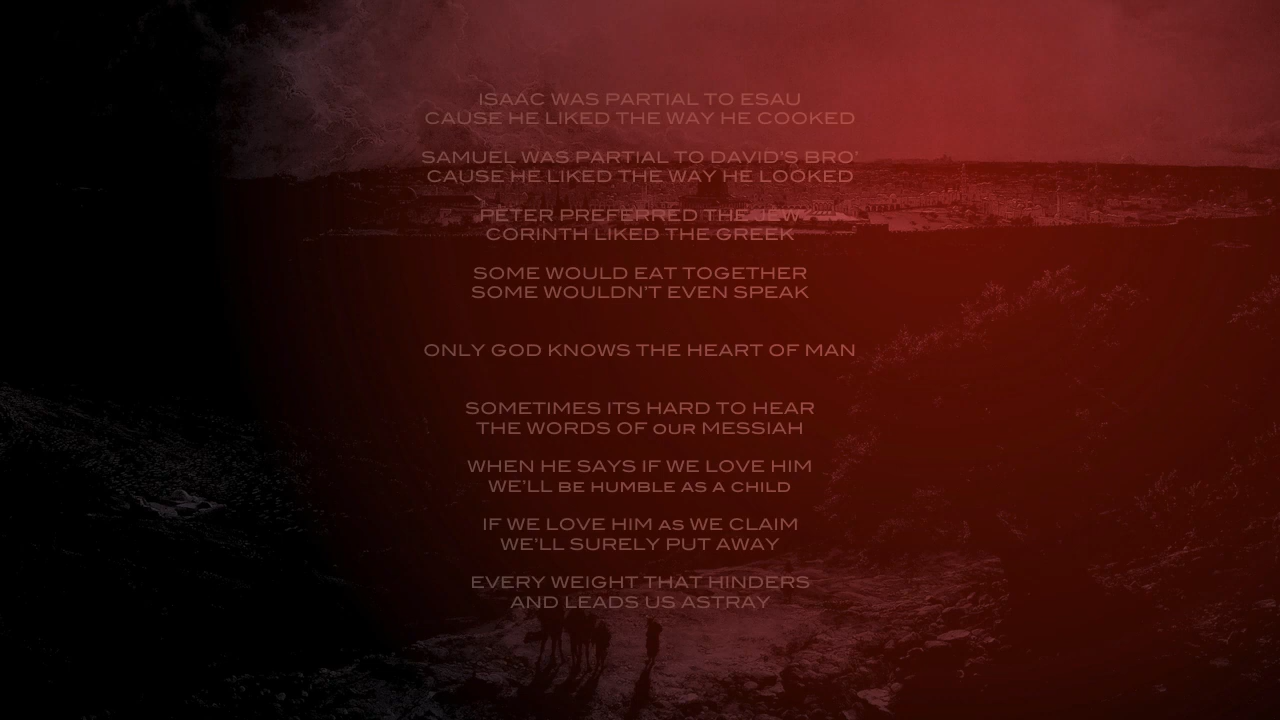 ISAAC WAS PARTIAL TO ESAU
CAUSE HE LIKED THE WAY HE COOKED
SAMUEL WAS PARTIAL TO DAVID'S BRO'
CAUSE HE LIKED THE WAY HE LOOKED
PETER PREFERRED THE JEW
CORINTH LIKED THE GREEK
SOME WOULD EAT TOGETHER
SOME WOULDN'T EVEN SPEAK
ONLY GOD KNOWS THE HEART OF MAN
SOMETIMES ITS HARD TO HEAR
THE WORDS OF OUR MESSIAH
WHEN HE SAYS IF WE LOVE HIM
WE'LL BE HUMBLE AS A CHILD
IF WE LOVE HIM AS WE CLAIM
WE'LL SURELY PUT AWAY
EVERY WEIGHT THAT HINDERS
AND LEADS US ASTRAY